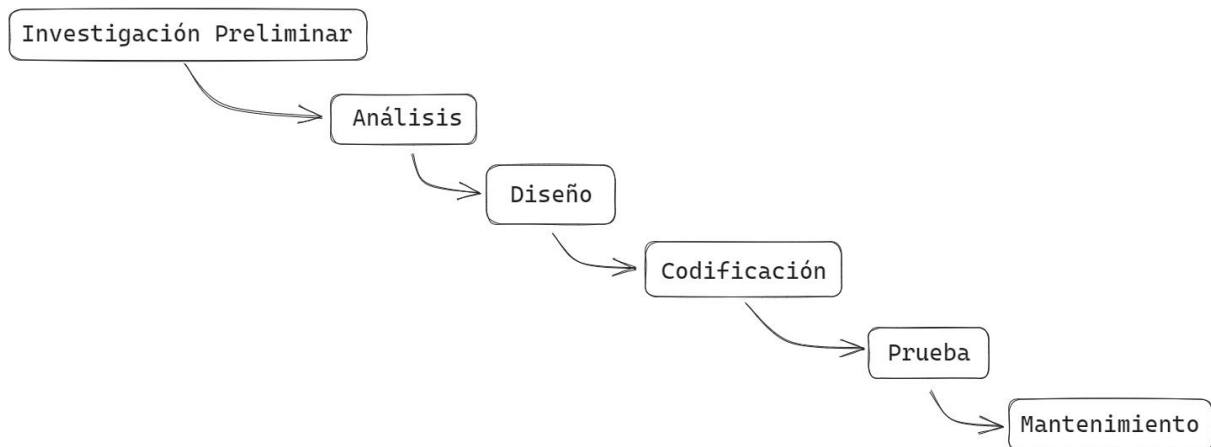 Investigación Preliminar
Análisis
Diseño
Codificación
Prueba
Mantenimiento